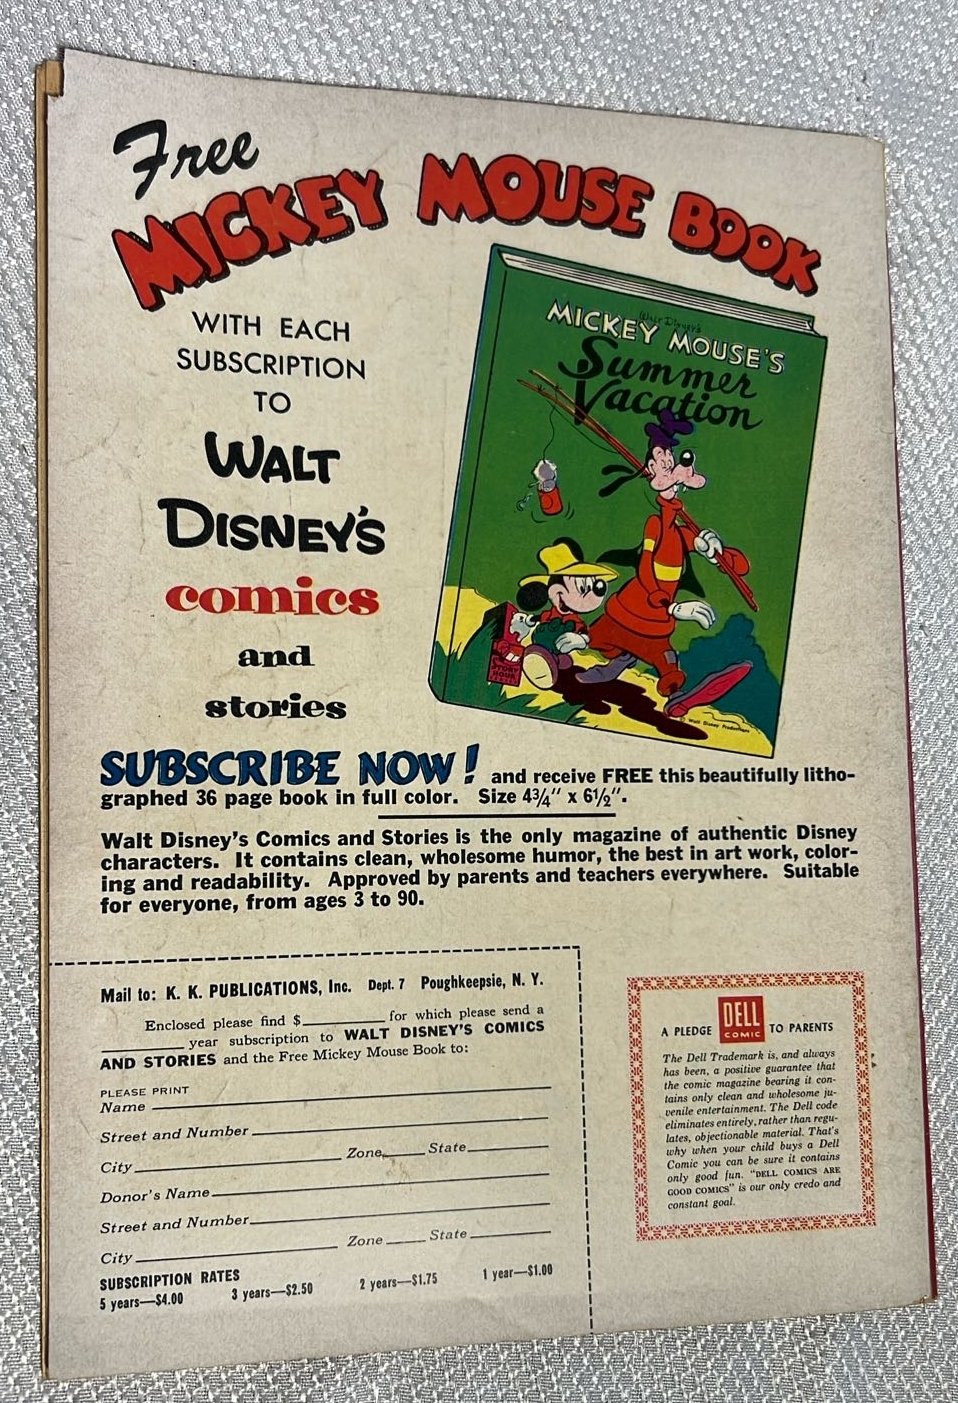 Free
MICKEY MOUSE BOOK
WITH EACH
SUBSCRIPTION
TO
WALT
DISNEY'S
comics
and
stories
Walt Disney's
MICKEY MOUSE'S
Summer
Vacation
STORY
BOOK
Walt Disney Productions
SUBSCRIBE NOW! and receive FREE this beautifully litho-
graphed 36 page book in full color. Size 4¾" x 6½".
Walt Disney's Comics and Stories is the only magazine of authentic Disney
characters. It contains clean, wholesome humor, the best in art work, color-
ing and readability. Approved by parents and teachers everywhere. Suitable
for everyone, from ages 3 to 90.
Mail to: K. K. PUBLICATIONS, Inc. Dept. 7 Poughkeepsie, N. Y.
Enclosed please find $__________ for which please send a
__________ year subscription to WALT DISNEY'S COMICS
AND STORIES and the Free Mickey Mouse Book to:
PLEASE PRINT
Name
Street and Number
City Zone State
Donor's Name
Street and Number
City Zone State
SUBSCRIPTION RATES
5 years—$4.00 3 years—$2.50 2 years—$1.75 1 year—$1.00
A PLEDGE DELL COMIC TO PARENTS
The Dell Trademark is, and always
has been, a positive guarantee that
the comic magazine bearing it con-
tains only clean and wholesome ju-
venile entertainment. The Dell code
eliminates entirely, rather than regu-
lates, objectionable material. That's
why when your child buys a Dell
Comic you can be sure it contains
only good fun. "DELL COMICS ARE
GOOD COMICS" is our only credo and
constant goal.